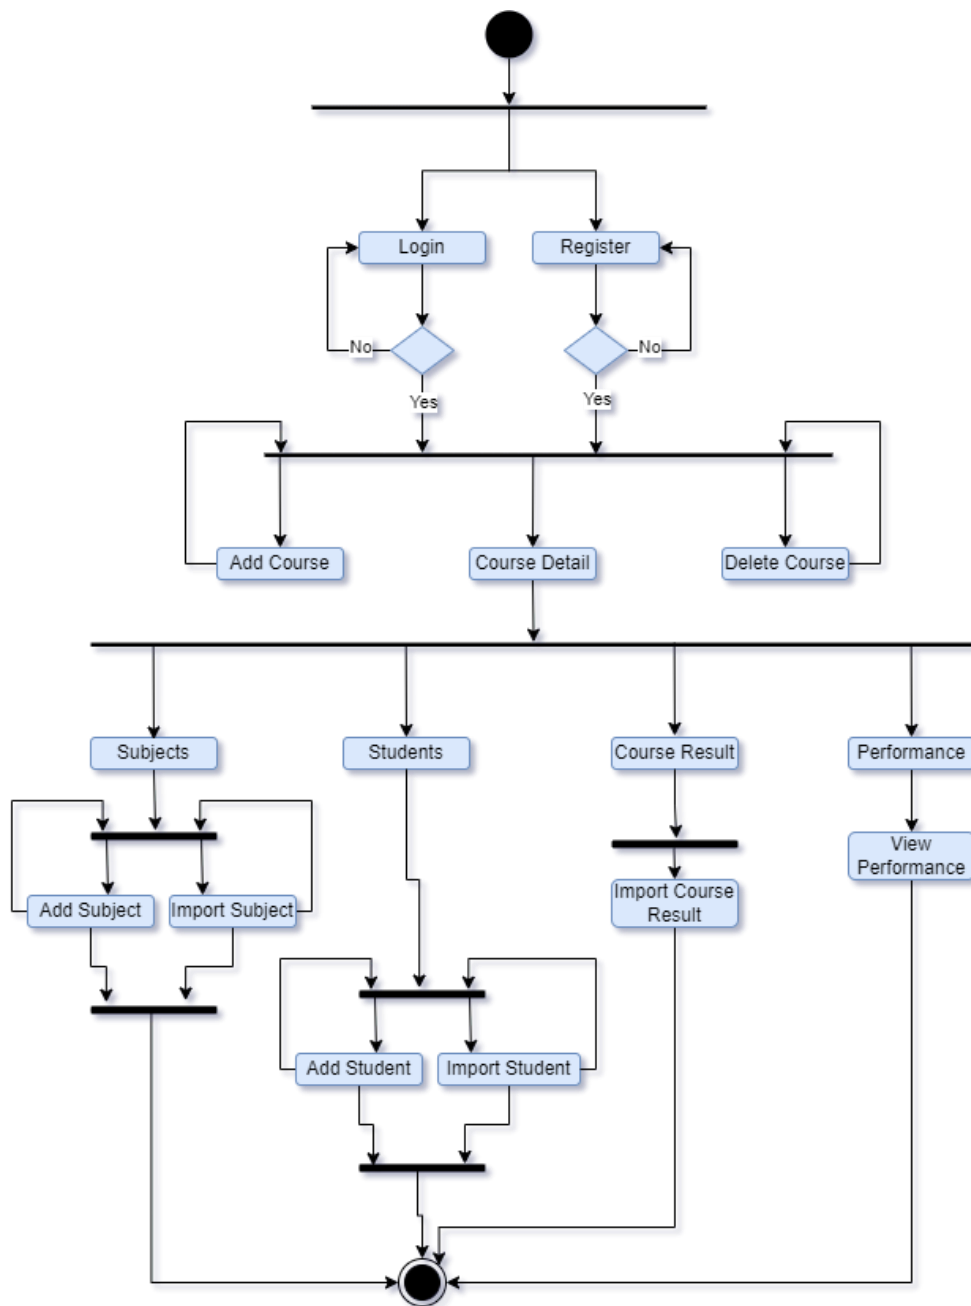 Login
Register
No
No
Yes
Yes
Add Course
Course Detail
Delete Course
Subjects
Students
Course Result
Performance
View
Performance
Add Subject
Import Subject
Import Course
Result
Add Student
Import Student